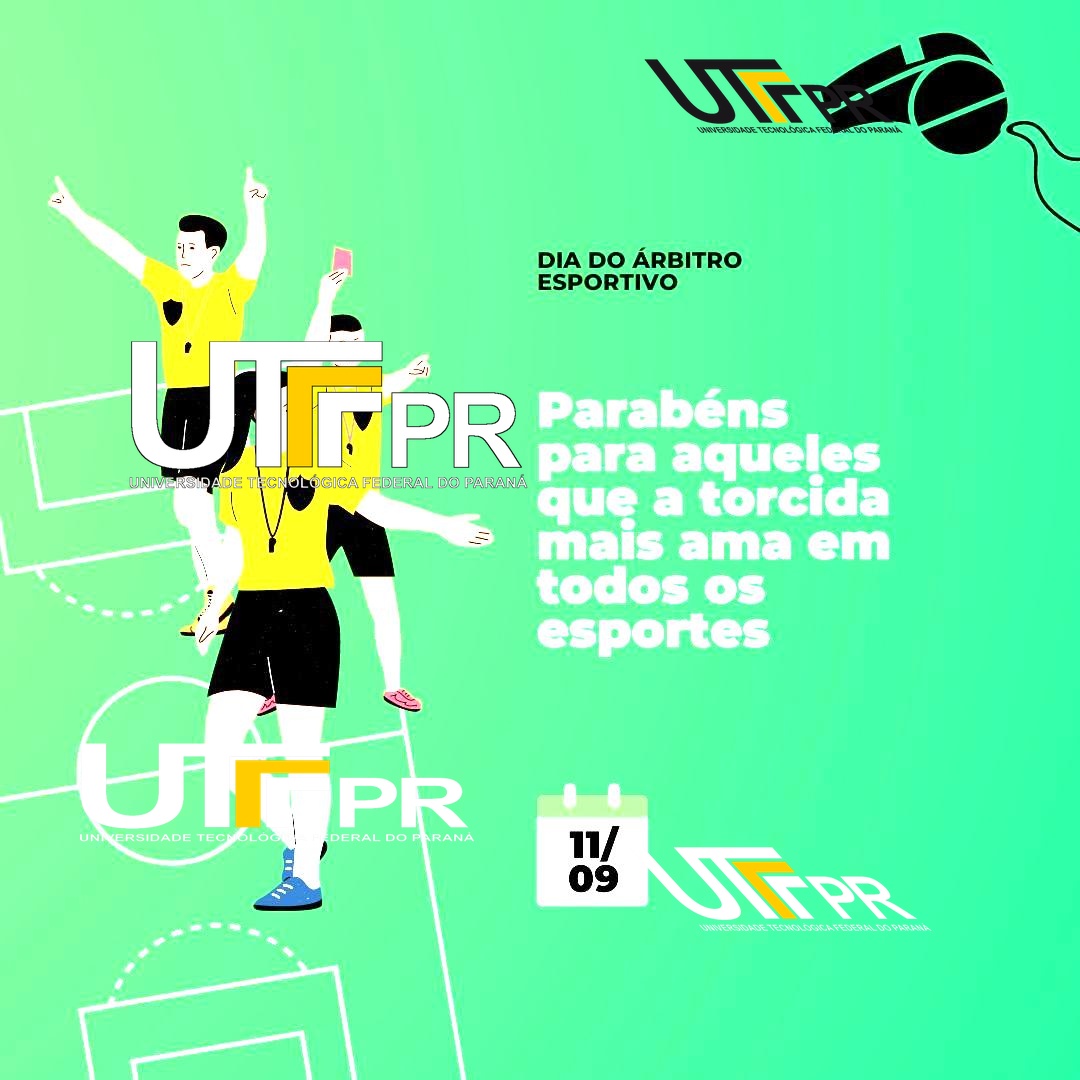 UTFPR
UNIVERSIDADE TECNOLÓGICA FEDERAL DO PARANÁ
DIA DO ÁRBITRO
ESPORTIVO
UTFPR
UNIVERSIDADE TECNOLÓGICA FEDERAL DO PARANÁ
Parabéns
para aqueles
que a torcida
mais ama em
todos os
esportes
UTFPR
UNIVERSIDADE TECNOLÓGICA FEDERAL DO PARANÁ
11/
09
UTFPR
UNIVERSIDADE TECNOLÓGICA FEDERAL DO PARANÁ